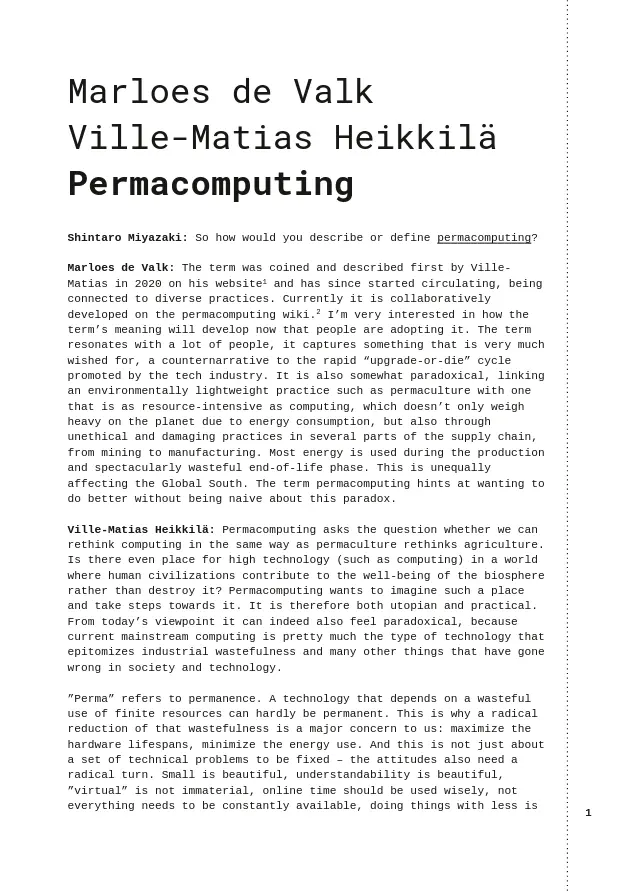 Marloes de Valk
Ville-Matias Heikkilä
Permacomputing
Shintaro Miyazaki: So how would you describe or define permacomputing?
Marloes de Valk: The term was coined and described first by Ville-
Matias in 2020 on his website¹ and has since started circulating, being
connected to diverse practices. Currently it is collaboratively
developed on the permacomputing wiki.² I’m very interested in how the
term’s meaning will develop now that people are adopting it. The term
resonates with a lot of people, it captures something that is very much
wished for, a counternarrative to the rapid “upgrade-or-die” cycle
promoted by the tech industry. It is also somewhat paradoxical, linking
an environmentally lightweight practice such as permaculture with one
that is as resource-intensive as computing, which doesn’t only weigh
heavy on the planet due to energy consumption, but also through
unethical and damaging practices in several parts of the supply chain,
from mining to manufacturing. Most energy is used during the production
and spectacularly wasteful end-of-life phase. This is unequally
affecting the Global South. The term permacomputing hints at wanting to
do better without being naive about this paradox.
Ville-Matias Heikkilä: Permacomputing asks the question whether we can
rethink computing in the same way as permaculture rethinks agriculture.
Is there even place for high technology (such as computing) in a world
where human civilizations contribute to the well-being of the biosphere
rather than destroy it? Permacomputing wants to imagine such a place
and take steps towards it. It is therefore both utopian and practical.
From today’s viewpoint it can indeed also feel paradoxical, because
current mainstream computing is pretty much the type of technology that
epitomizes industrial wastefulness and many other things that have gone
wrong in society and technology.
”Perma” refers to permanence. A technology that depends on a wasteful
use of finite resources can hardly be permanent. This is why a radical
reduction of that wastefulness is a major concern to us: maximize the
hardware lifespans, minimize the energy use. And this is not just about
a set of technical problems to be fixed – the attitudes also need a
radical turn. Small is beautiful, understandability is beautiful,
”virtual” is not immaterial, online time should be used wisely, not
everything needs to be constantly available, doing things with less is
1